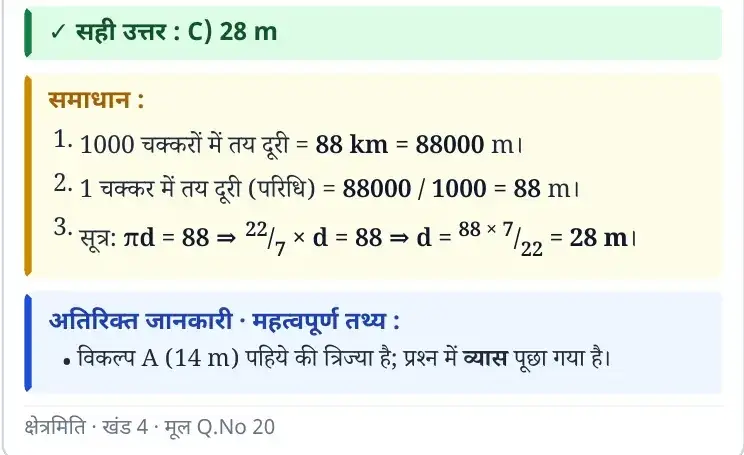 ✓ सही उत्तर : C) 28 m
समाधान :
1. 1000 चक्करों में तय दूरी = 88 km = 88000 m।
2. 1 चक्कर में तय दूरी (परिधि) = 88000 / 1000 = 88 m।
3. सूत्र: πd = 88 ⇒ 22/7 × d = 88 ⇒ d = 88 × 7/22 = 28 m।
अतिरिक्त जानकारी · महत्वपूर्ण तथ्य :
• विकल्प A (14 m) पहिये की त्रिज्या है; प्रश्न में व्यास पूछा गया है।
क्षेत्रमिति · खंड 4 · मूल Q.No 20